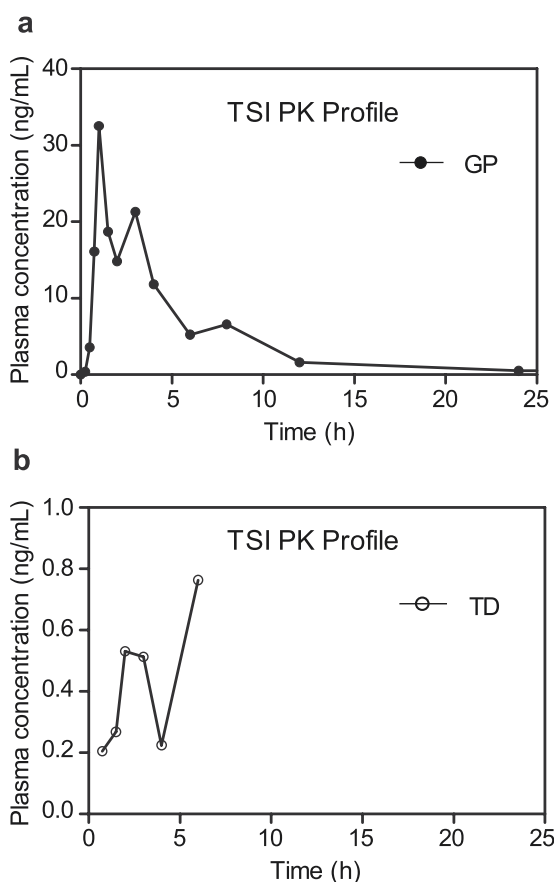 a
Plasma concentration (ng/mL)
40
30
20
10
0
TSI PK Profile
GP
0 5 10 15 20 25
Time (h)
b
Plasma concentration (ng/mL)
1.0
0.8
0.6
0.4
0.2
0.0
TSI PK Profile
TD
0 5 10 15 20 25
Time (h)